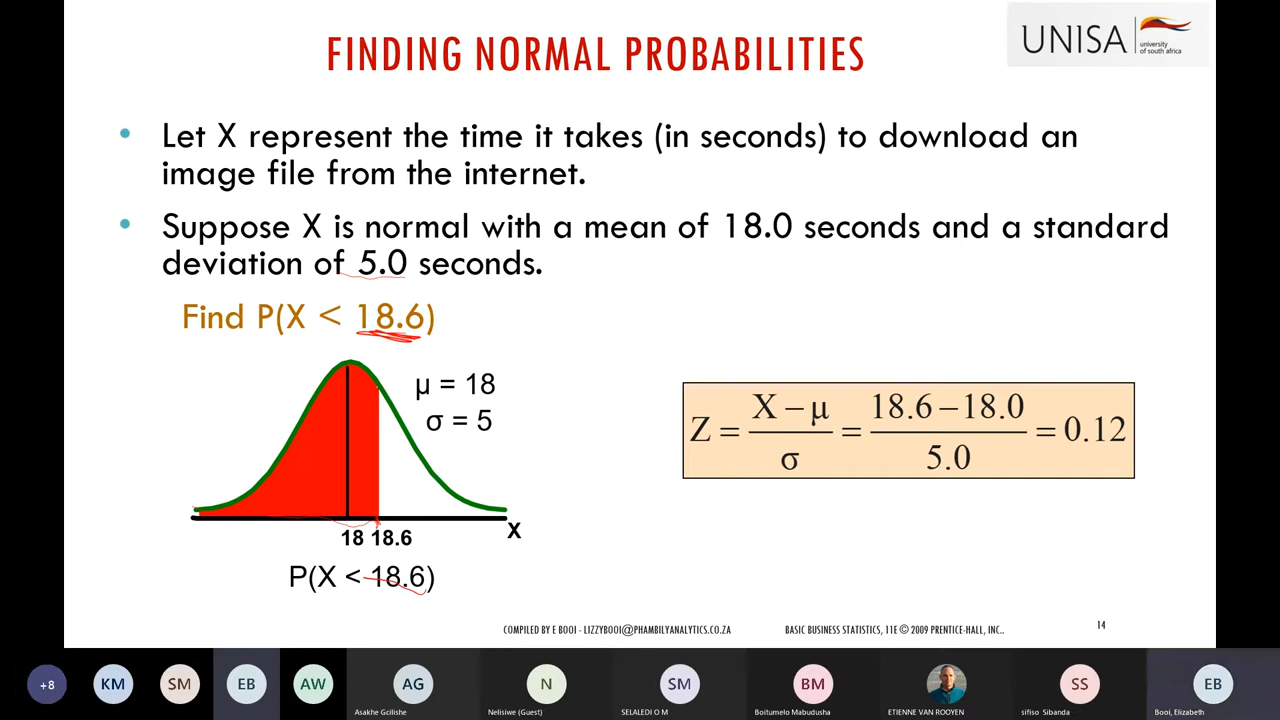 FINDING NORMAL PROBABILITIES
UNISA
university
of south africa
• Let X represent the time it takes (in seconds) to download an
image file from the internet.
• Suppose X is normal with a mean of 18.0 seconds and a standard
deviation of 5.0 seconds.
Find P(X < 18.6)
μ = 18
σ = 5
18 18.6
X
P(X < 18.6)
Z = (X − μ) / σ = (18.6 − 18.0) / 5.0 = 0.12
COMPILED BY E BOOI - LIZZYBOOI@PHAMBILYANALYTICS.CO.ZA
BASIC BUSINESS STATISTICS, 11E © 2009 PRENTICE-HALL, INC..
14
+8 KM SM EB AW AG N SM BM SS EB
Asakhe Gcilishe Nelisiwe (Guest) SELALEDI O M Boitumelo Mabudusha ETIENNE VAN ROOYEN sifiso Sibanda Booi, Elizabeth